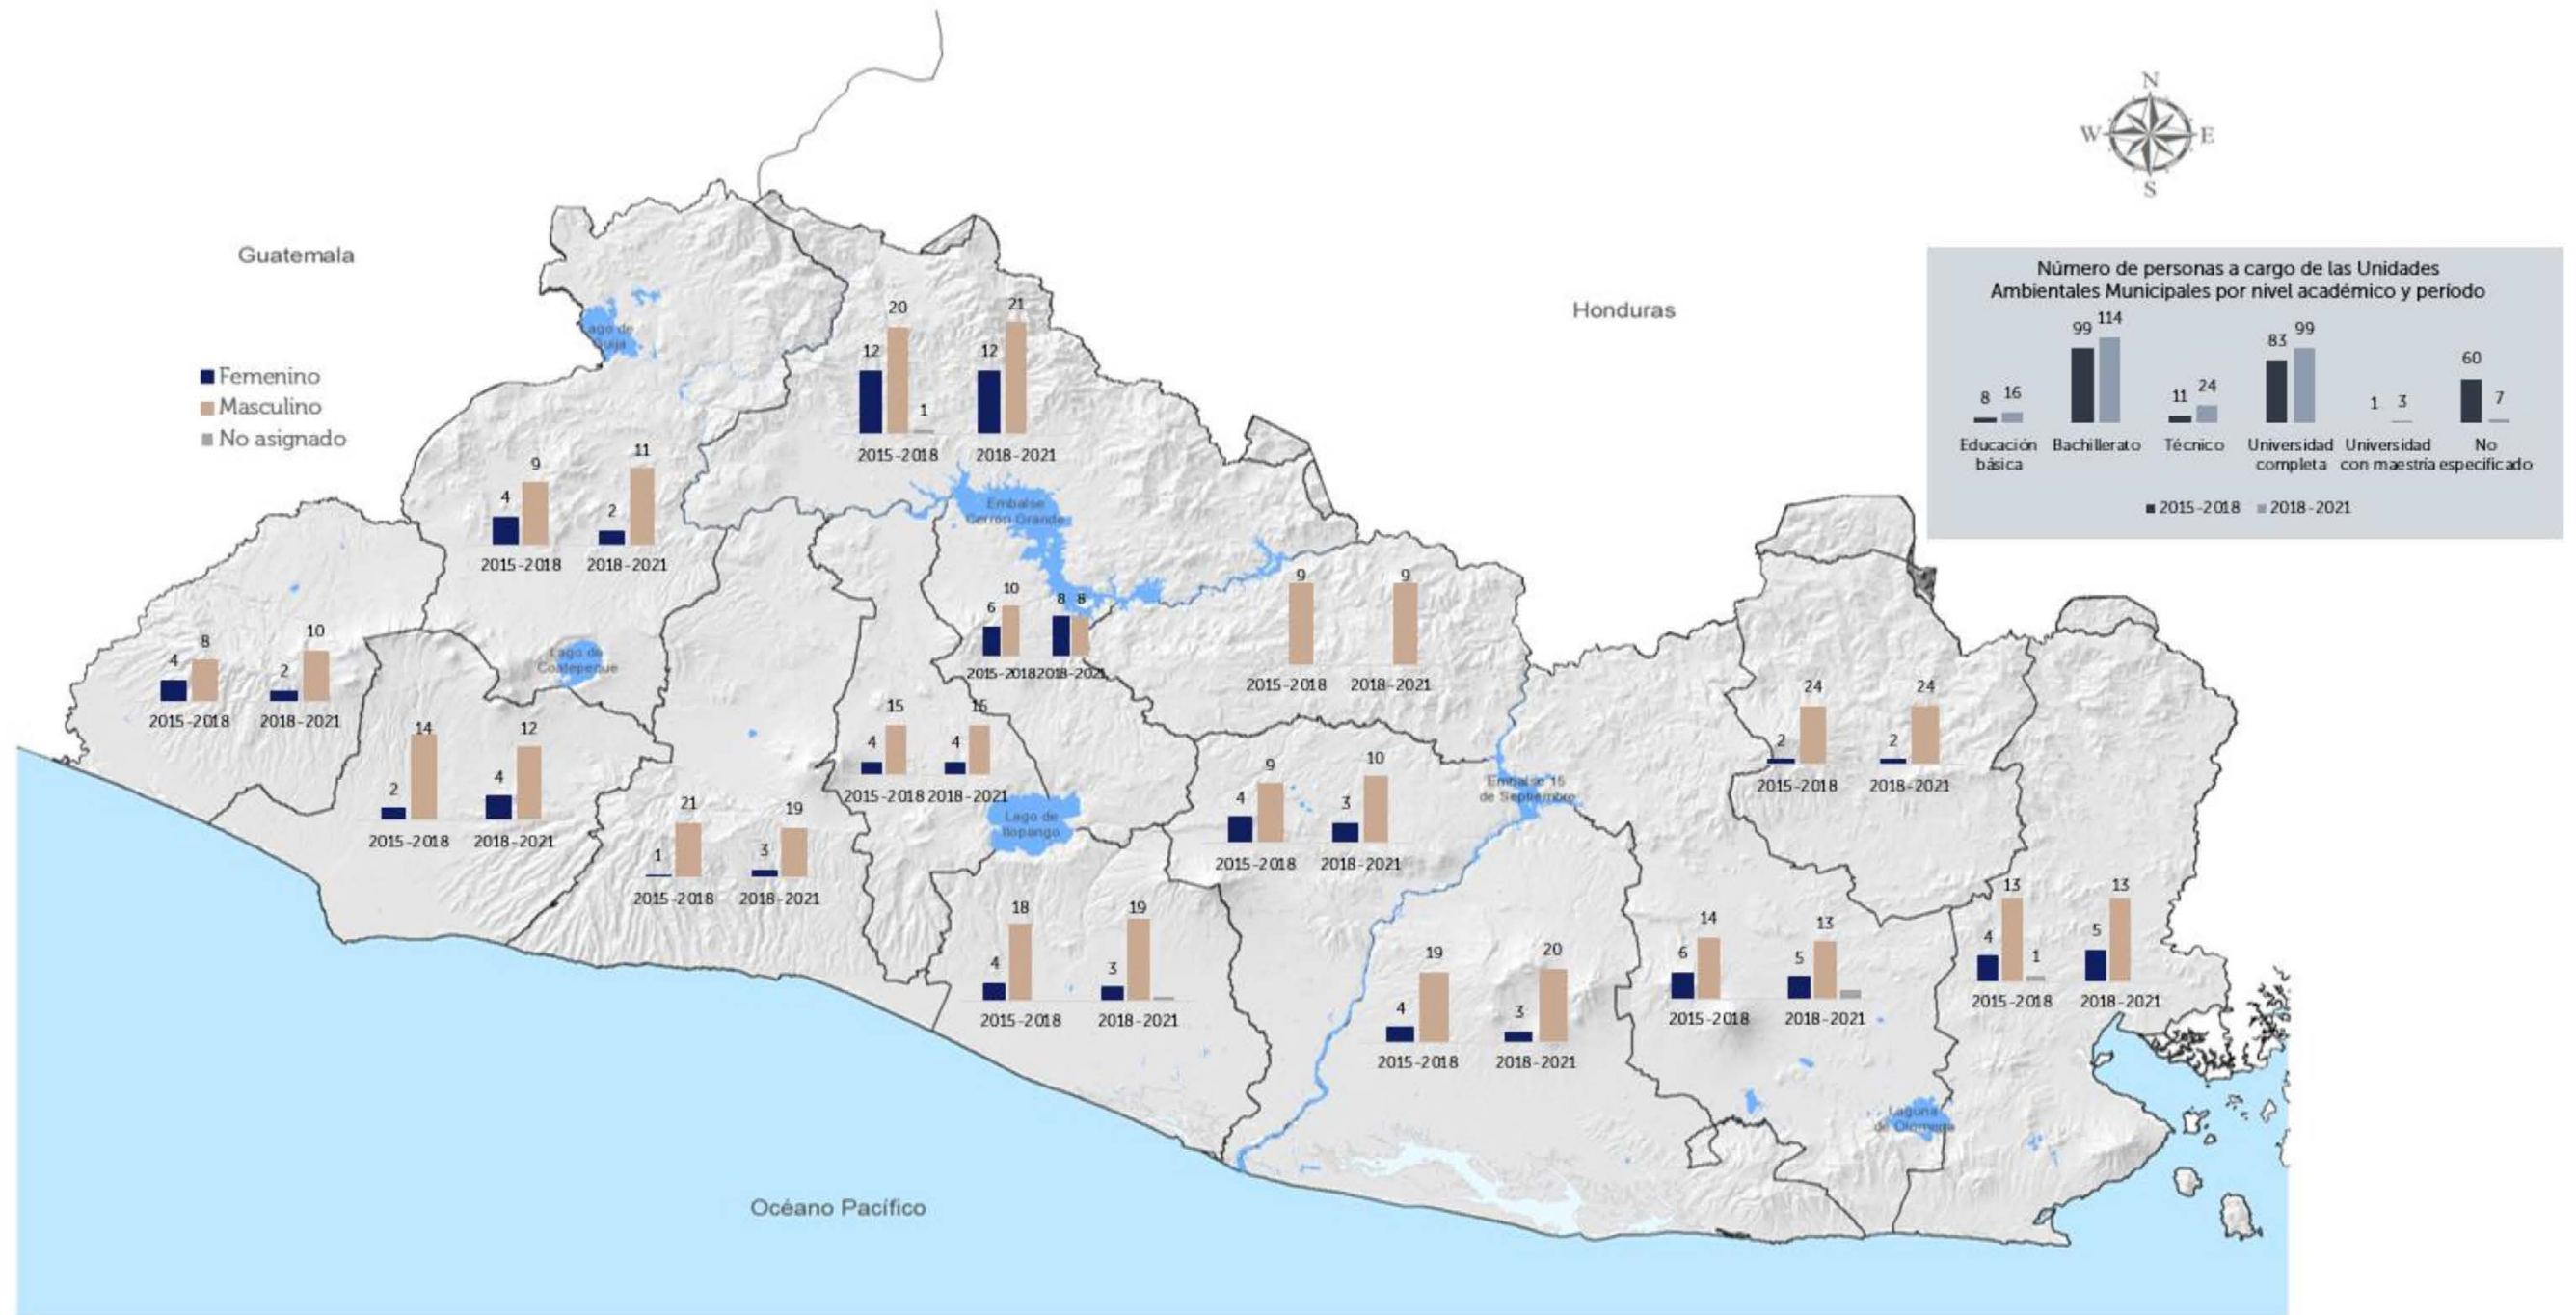 N
W E
S
Guatemala
Honduras
Número de personas a cargo de las Unidades
Ambientales Municipales por nivel académico y período
99 114
83 99
60
8 16
11 24
1 3
7
Educación básica
Bachillerato
Técnico
Universidad completa
Universidad con maestría
No especificado
2015-2018 2018-2021
Femenino
Masculino
No asignado
Lago de
12 20 1
12 21
2015-2018 2018-2021
4 9
2 11
2015-2018 2018-2021
Embalse
Cerrón Grande
6 10
8 8
2015-2018 2018-2021
9
9
2015-2018 2018-2021
4 8
2 10
2015-2018 2018-2021
Lago de
Coatepeque
2 14
4 12
2015-2018 2018-2021
4 15
4 15
2015-2018 2018-2021
Lago de
Ilopango
1 21
3 19
2015-2018 2018-2021
4 9
3 10
2015-2018 2018-2021
Embalse 15
de Septiembre
2 24
2 24
2015-2018 2018-2021
4 18
3 19
2015-2018 2018-2021
4 19
3 20
2015-2018 2018-2021
6 14
5 13
2015-2018 2018-2021
4 13 1
5 13
2015-2018 2018-2021
Laguna
de Olomega
Océano Pacífico